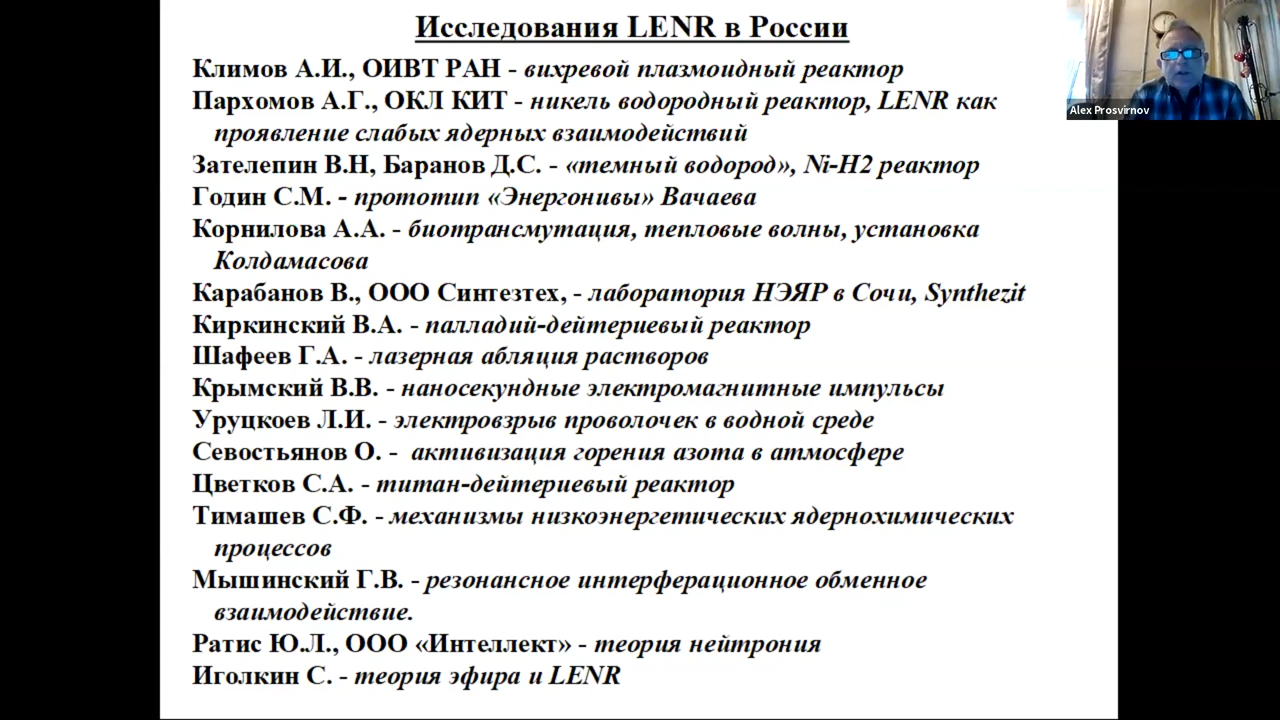 Исследования LENR в России
Климов А.И., ОИВТ РАН - вихревой плазмоидный реактор
Пархомов А.Г., ОКЛ КИТ - никель водородный реактор, LENR как
проявление слабых ядерных взаимодействий
Зателепин В.Н, Баранов Д.С. - «темный водород», Ni-H2 реактор
Годин С.М. - прототип «Энергонивы» Вачаева
Корнилова А.А. - биотрансмутация, тепловые волны, установка
Колдамасова
Карабанов В., ООО Синтезтех, - лаборатория НЭЯР в Сочи, Synthezit
Киркинский В.А. - палладий-дейтериевый реактор
Шафеев Г.А. - лазерная абляция растворов
Крымский В.В. - наносекундные электромагнитные импульсы
Уруцкоев Л.И. - электровзрыв проволочек в водной среде
Севостьянов О. - активизация горения азота в атмосфере
Цветков С.А. - титан-дейтериевый реактор
Тимашев С.Ф. - механизмы низкоэнергетических ядернохимических
процессов
Мышинский Г.В. - резонансное интерферационное обменное
взаимодействие.
Ратис Ю.Л., ООО «Интеллект» - теория нейтрония
Иголкин С. - теория эфира и LENR
Alex Prosvirnov